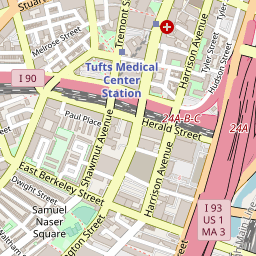 Stuart
Melrose Street
Tremont S
Harrison Avenue
Tyler Street
Hudson Street
Tufts Medical
Center
Station
I 90
24A-B-C
Herald Street
24A
Paul Place
Shawmut Avenue
Harrison Avenue
East Berkeley Street
Dwight Street
Samuel
Naser
Square
Waltham
ngton Street
I 93
US 1
MA 3